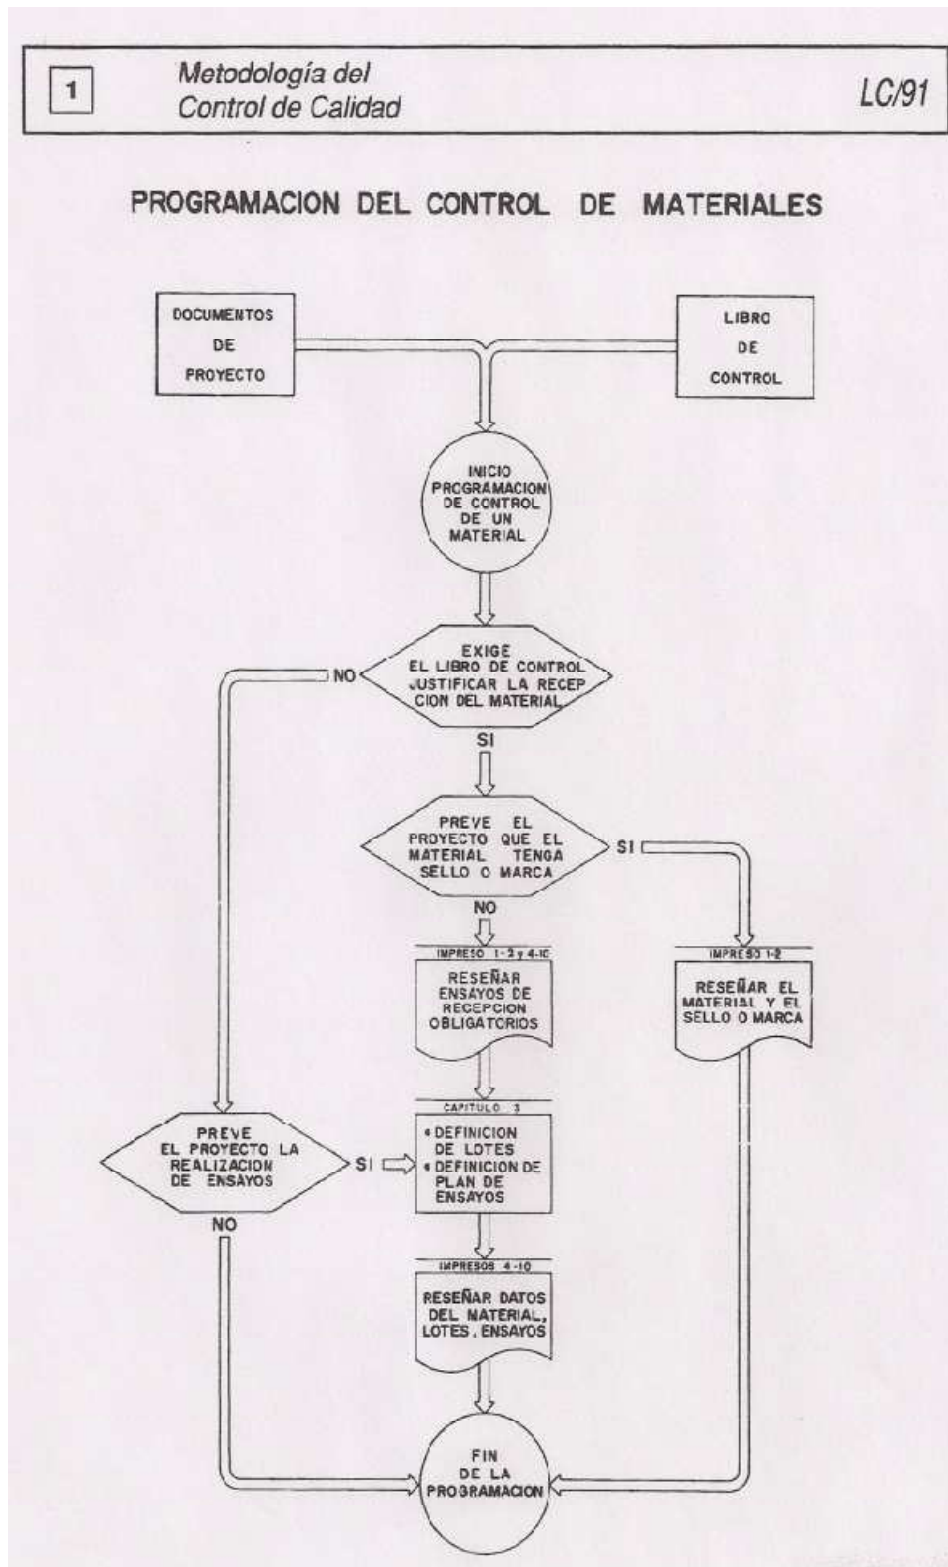 1
Metodología del
Control de Calidad
LC/91
PROGRAMACION DEL CONTROL DE MATERIALES
DOCUMENTOS
DE
PROYECTO
LIBRO
DE
CONTROL
INICIO
PROGRAMACION
DE CONTROL
DE UN
MATERIAL
EXIGE
EL LIBRO DE CONTROL
JUSTIFICAR LA RECEP
CION DEL MATERIAL
NO
SI
PREVE EL
PROYECTO QUE EL
MATERIAL TENGA
SELLO O MARCA
SI
NO
IMPRESO 1-2 y 4-10
RESEÑAR
ENSAYOS DE
RECEPCION
OBLIGATORIOS
IMPRESO 1-2
RESEÑAR EL
MATERIAL Y EL
SELLO O MARCA
CAPITULO 3
* DEFINICION
DE LOTES
* DEFINICION DE
PLAN DE
ENSAYOS
PREVE
EL PROYECTO LA
REALIZACION
DE ENSAYOS
SI
NO
IMPRESOS 4-10
RESEÑAR DATOS
DEL MATERIAL,
LOTES, ENSAYOS
FIN
DE LA
PROGRAMACION